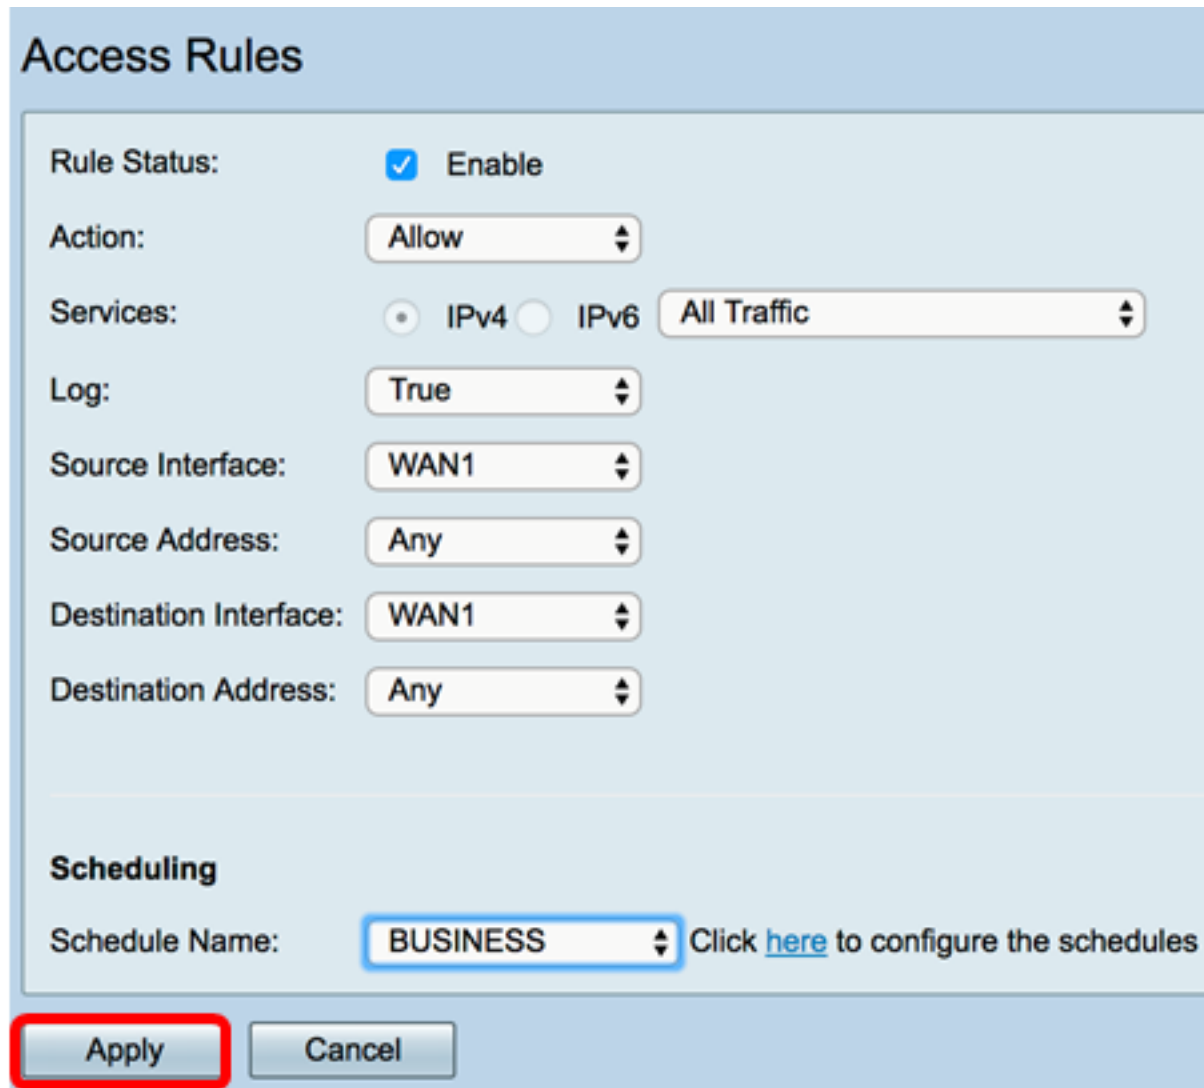 Access Rules
Rule Status: Enable
Action: Allow
Services: IPv4 IPv6 All Traffic
Log: True
Source Interface: WAN1
Source Address: Any
Destination Interface: WAN1
Destination Address: Any
Scheduling
Schedule Name: BUSINESS Click here to configure the schedules
Apply Cancel